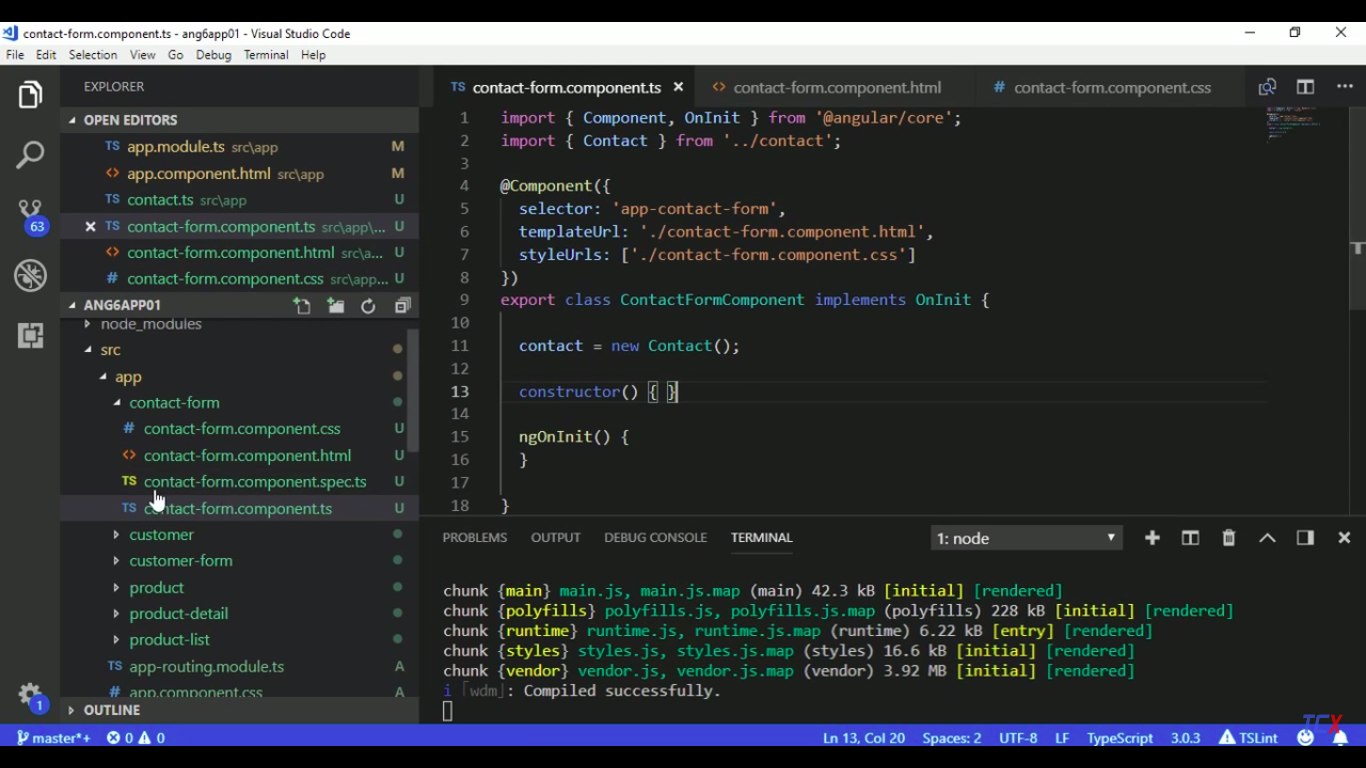 contact-form.component.ts - ang6app01 - Visual Studio Code
File Edit Selection View Go Debug Terminal Help
EXPLORER
OPEN EDITORS
TS app.module.ts src\app M
<> app.component.html src\app M
TS contact.ts src\app U
TS contact-form.component.ts src\app\... U
<> contact-form.component.html src\a... U
# contact-form.component.css src\app... U
63
ANG6APP01
node_modules
src
app
contact-form
# contact-form.component.css U
<> contact-form.component.html U
TS contact-form.component.spec.ts U
TS contact-form.component.ts U
customer
customer-form
product
product-detail
product-list
TS app-routing.module.ts A
# app.component.css A
OUTLINE
1
TS contact-form.component.ts <> contact-form.component.html # contact-form.component.css
1 import { Component, OnInit } from '@angular/core';
2 import { Contact } from '../contact';
3
4 @Component({
5 selector: 'app-contact-form',
6 templateUrl: './contact-form.component.html',
7 styleUrls: ['./contact-form.component.css']
8 })
9 export class ContactFormComponent implements OnInit {
10
11 contact = new Contact();
12
13 constructor() { }
14
15 ngOnInit() {
16 }
17
18 }
PROBLEMS OUTPUT DEBUG CONSOLE TERMINAL 1: node
chunk {main} main.js, main.js.map (main) 42.3 kB [initial] [rendered]
chunk {polyfills} polyfills.js, polyfills.js.map (polyfills) 228 kB [initial] [rendered]
chunk {runtime} runtime.js, runtime.js.map (runtime) 6.22 kB [entry] [rendered]
chunk {styles} styles.js, styles.js.map (styles) 16.6 kB [initial] [rendered]
chunk {vendor} vendor.js, vendor.js.map (vendor) 3.92 MB [initial] [rendered]
i ｢wdm｣: Compiled successfully.
TCX
master*+ 0 0 Ln 13, Col 20 Spaces: 2 UTF-8 LF TypeScript 3.0.3 TSLint